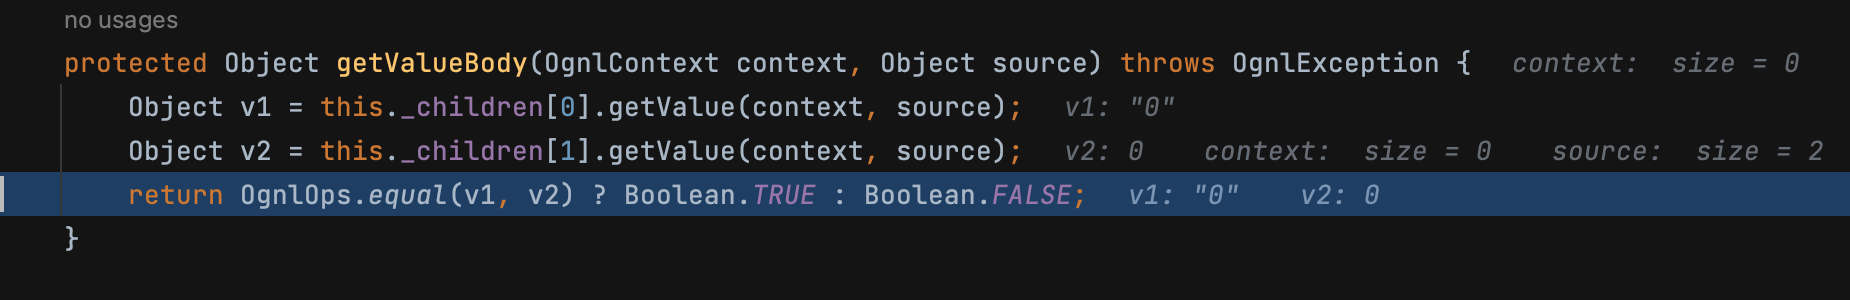 no usages
protected Object getValueBody(OgnlContext context, Object source) throws OgnlException {   context:  size = 0
    Object v1 = this._children[0].getValue(context, source);   v1: "0"
    Object v2 = this._children[1].getValue(context, source);   v2: 0    context:  size = 0    source:  size = 2
    return OgnlOps.equal(v1, v2) ? Boolean.TRUE : Boolean.FALSE;   v1: "0"    v2: 0
}